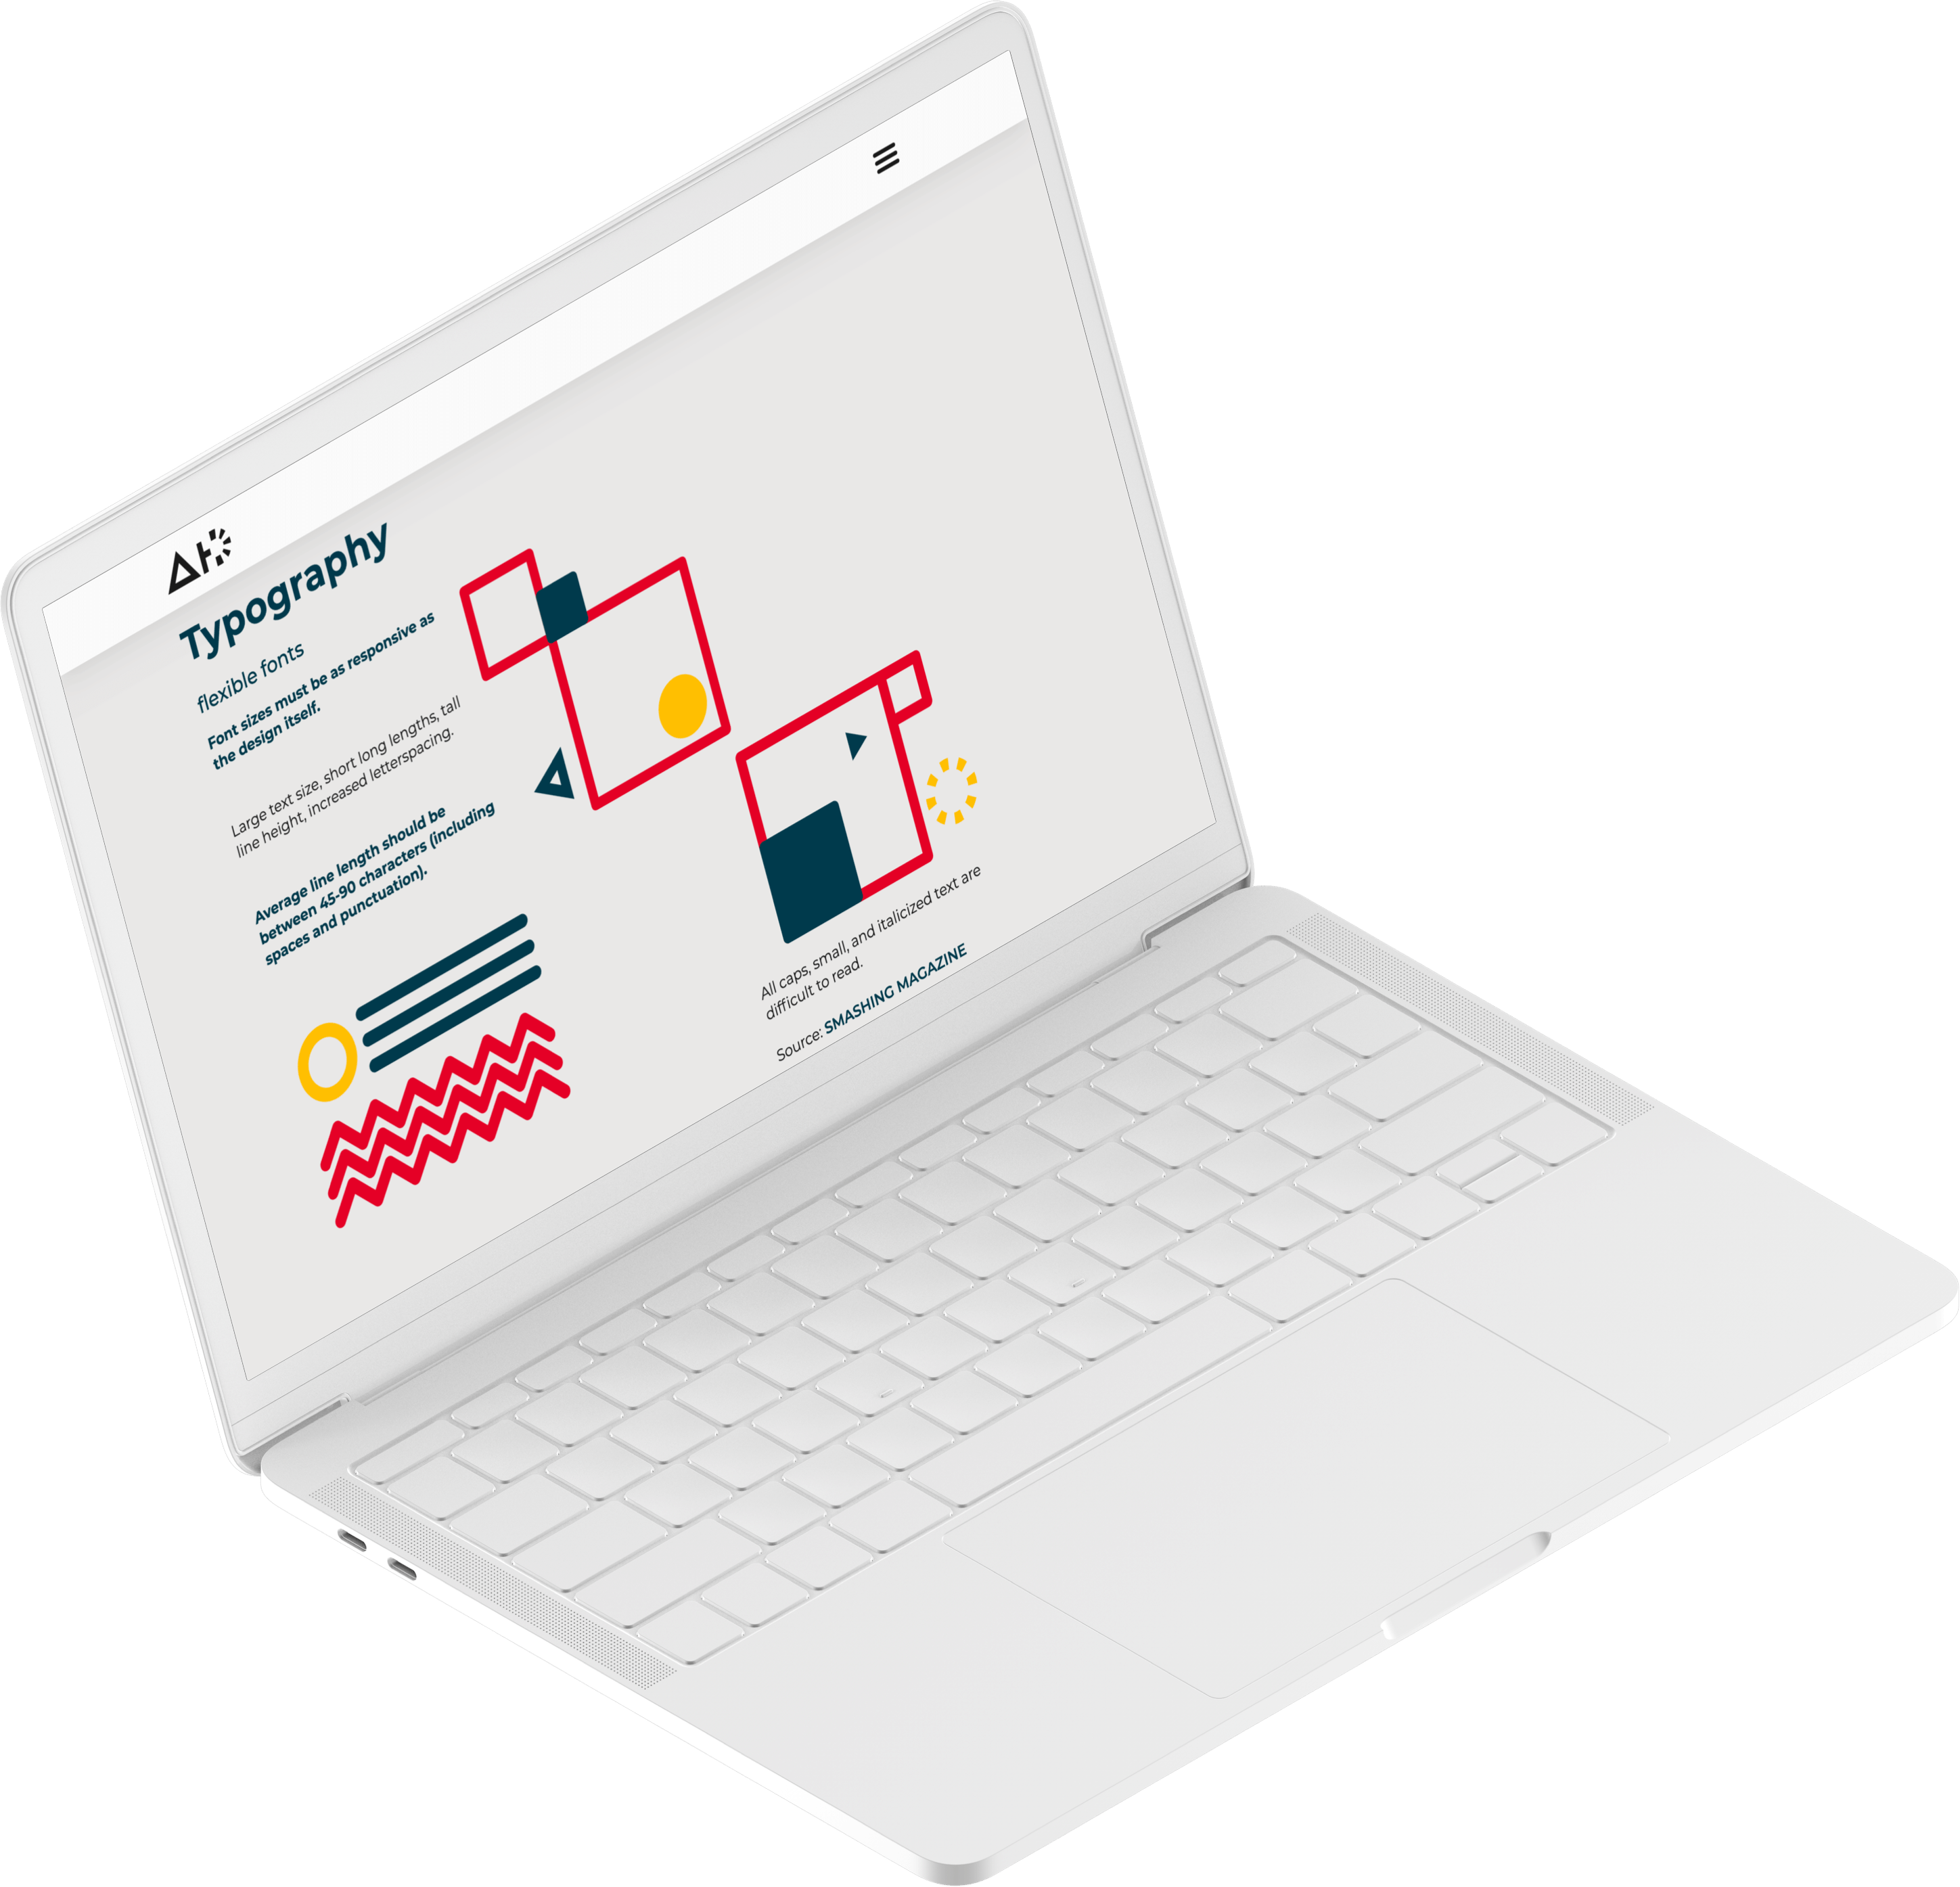 Typography
flexible fonts
Font sizes must be as responsive as
the design itself.
Large text size, short long lengths, tall
line height, increased letterspacing.
Average line length should be
between 45-90 characters (including
spaces and punctuation).
All caps, small, and italicized text are
difficult to read.
Source: SMASHING MAGAZINE